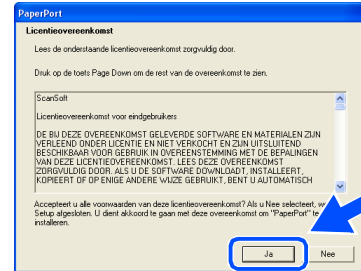 PaperPort
Licentieovereenkomst
Lees de onderstaande licentieovereenkomst zorgvuldig door.
Druk op de toets Page Down om de rest van de overeenkomst te zien.
ScanSoft
Licentieovereenkomst voor eindgebruikers
DE BIJ DEZE OVEREENKOMST GELEVERDE SOFTWARE EN MATERIALEN ZIJN
VERLEEND ONDER LICENTIE EN NIET VERKOCHT EN ZIJN UITSLUITEND
BESCHIKBAAR VOOR GEBRUIK IN OVEREENSTEMMING MET DE BEPALINGEN
VAN DEZE LICENTIEOVEREENKOMST. LEES DEZE OVEREENKOMST
ZORGVULDIG DOOR. ALS U DE SOFTWARE DOWNLOADT, INSTALLEERT,
KOPIEERT OF OP ENIGE ANDERE WIJZE GEBRUIKT, BENT U AUTOMATISCH
Accepteert u alle voorwaarden van deze licentieovereenkomst? Als u Nee selecteert,
Setup afgesloten. U dient akkoord te gaan met deze overeenkomst om "PaperPort" te
installeren.
Ja
Nee